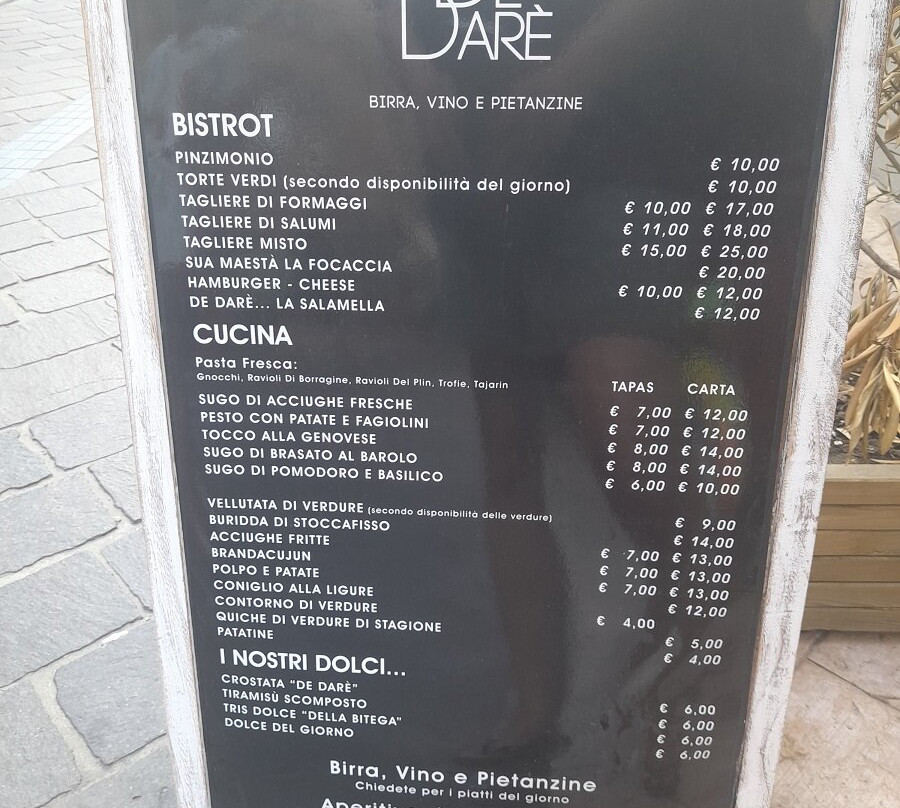 DARÈ
BIRRA, VINO E PIETANZINE
BISTROT
PINZIMONIO € 10,00
TORTE VERDI (secondo disponibilità del giorno) € 10,00
TAGLIERE DI FORMAGGI € 10,00 € 17,00
TAGLIERE DI SALUMI € 11,00 € 18,00
TAGLIERE MISTO € 15,00 € 25,00
SUA MAESTÀ LA FOCACCIA € 20,00
HAMBURGER - CHEESE € 10,00 € 12,00
DE DARÈ... LA SALAMELLA € 12,00
CUCINA
Pasta Fresca:
Gnocchi, Ravioli Di Borragine, Ravioli Del Plin, Trofie, Tajarin
TAPAS CARTA
SUGO DI ACCIUGHE FRESCHE € 7,00 € 12,00
PESTO CON PATATE E FAGIOLINI € 7,00 € 12,00
TOCCO ALLA GENOVESE € 8,00 € 14,00
SUGO DI BRASATO AL BAROLO € 8,00 € 14,00
SUGO DI POMODORO E BASILICO € 6,00 € 10,00
VELLUTATA DI VERDURE (secondo disponibilità delle verdure) € 9,00
BURIDDA DI STOCCAFISSO € 14,00
ACCIUGHE FRITTE € 7,00 € 13,00
BRANDACUJUN € 7,00 € 13,00
POLPO E PATATE € 7,00 € 13,00
CONIGLIO ALLA LIGURE € 12,00
CONTORNO DI VERDURE € 4,00
QUICHE DI VERDURE DI STAGIONE € 5,00
PATATINE € 4,00
I NOSTRI DOLCI...
CROSTATA "DE DARÈ" € 6,00
TIRAMISÙ SCOMPOSTO € 6,00
TRIS DOLCE "DELLA BITEGA" € 6,00
DOLCE DEL GIORNO € 6,00
Birra, Vino e Pietanzine
Chiedete per i piatti del giorno